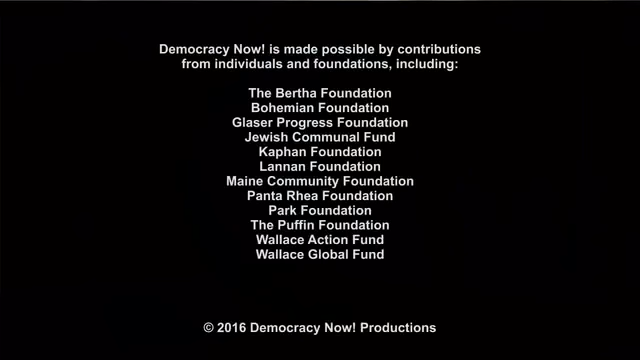 Democracy Now! is made possible by contributions
from individuals and foundations, including:
The Bertha Foundation
Bohemian Foundation
Glaser Progress Foundation
Jewish Communal Fund
Kaphan Foundation
Lannan Foundation
Maine Community Foundation
Panta Rhea Foundation
Park Foundation
The Puffin Foundation
Wallace Action Fund
Wallace Global Fund
© 2016 Democracy Now! Productions